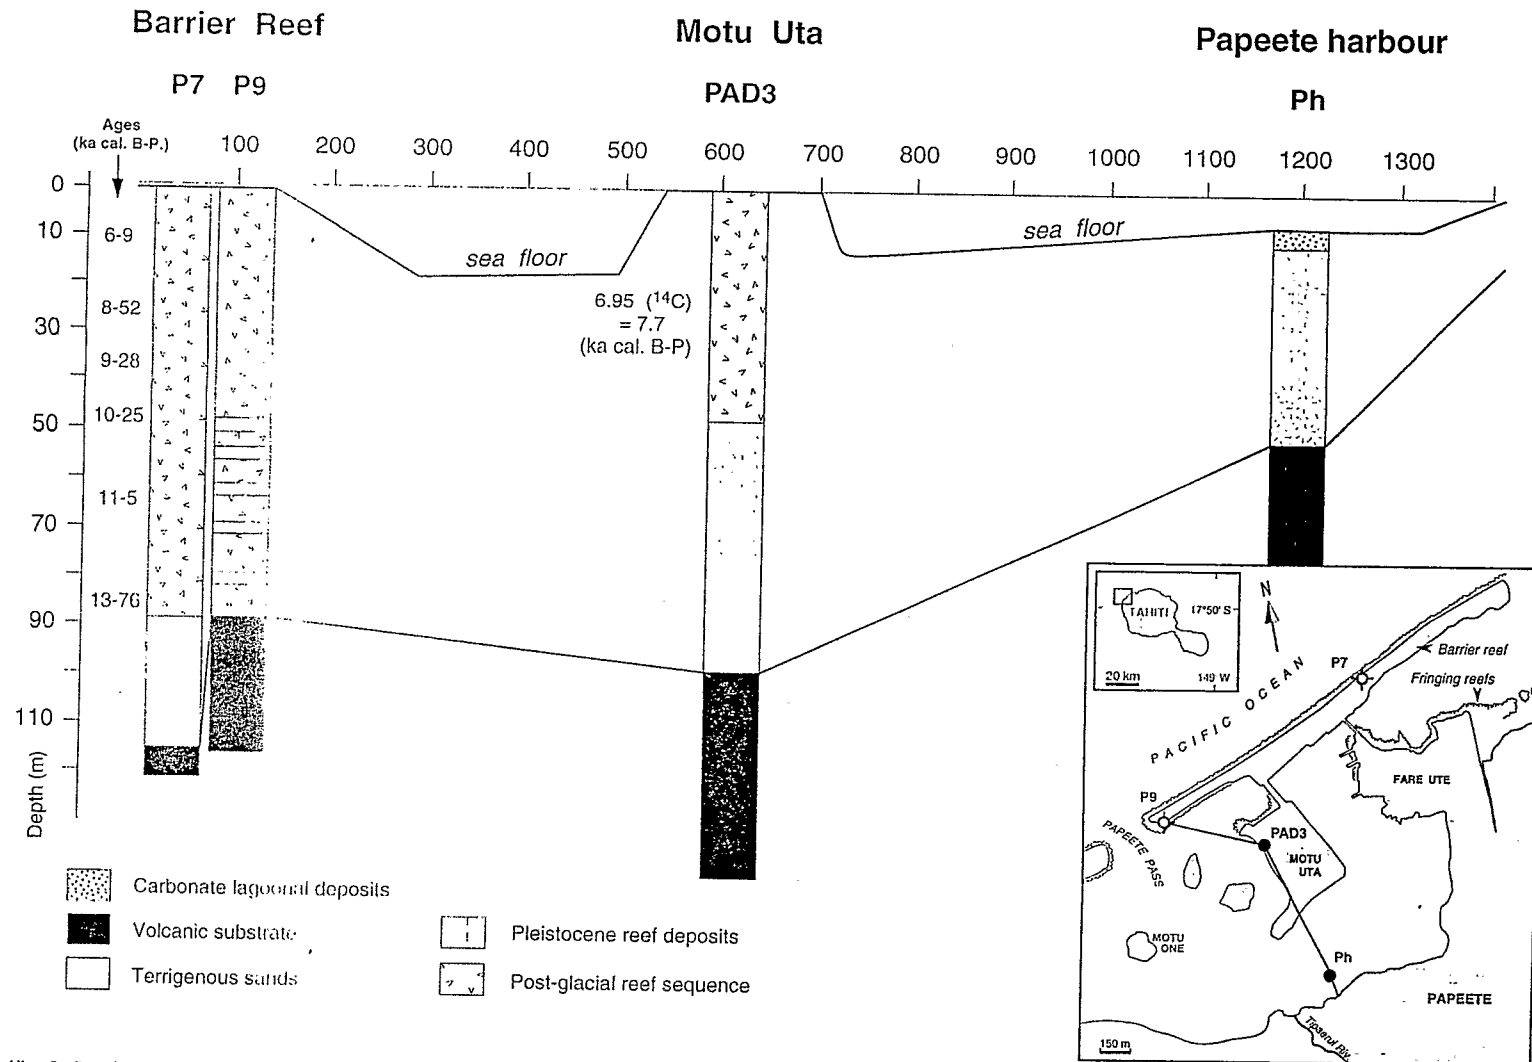 Barrier Reef
Motu Uta
Papeete harbour
P7 P9
PAD3
Ph
Ages
(ka cal. B-P.)
100 200 300 400 500 600 700 800 900 1000 1100 1200 1300
0
10
30
50
70
90
110
Depth (m)
6-9
8-52
9-28
10-25
11-5
13-76
sea floor
sea floor
6.95 (14C)
= 7.7
(ka cal. B-P)
Carbonate lagoonal deposits
Volcanic substrate
Terrigenous sands
Pleistocene reef deposits
Post-glacial reef sequence
TAHITI
17°50' S
20 km
149 W
N
PACIFIC OCEAN
P7
Barrier reef
Fringing reefs
FARE UTE
P9
PAPEETE
PASS
PAD3
MOTU
UTA
MOTU
ONE
Ph
PAPEETE
150 m